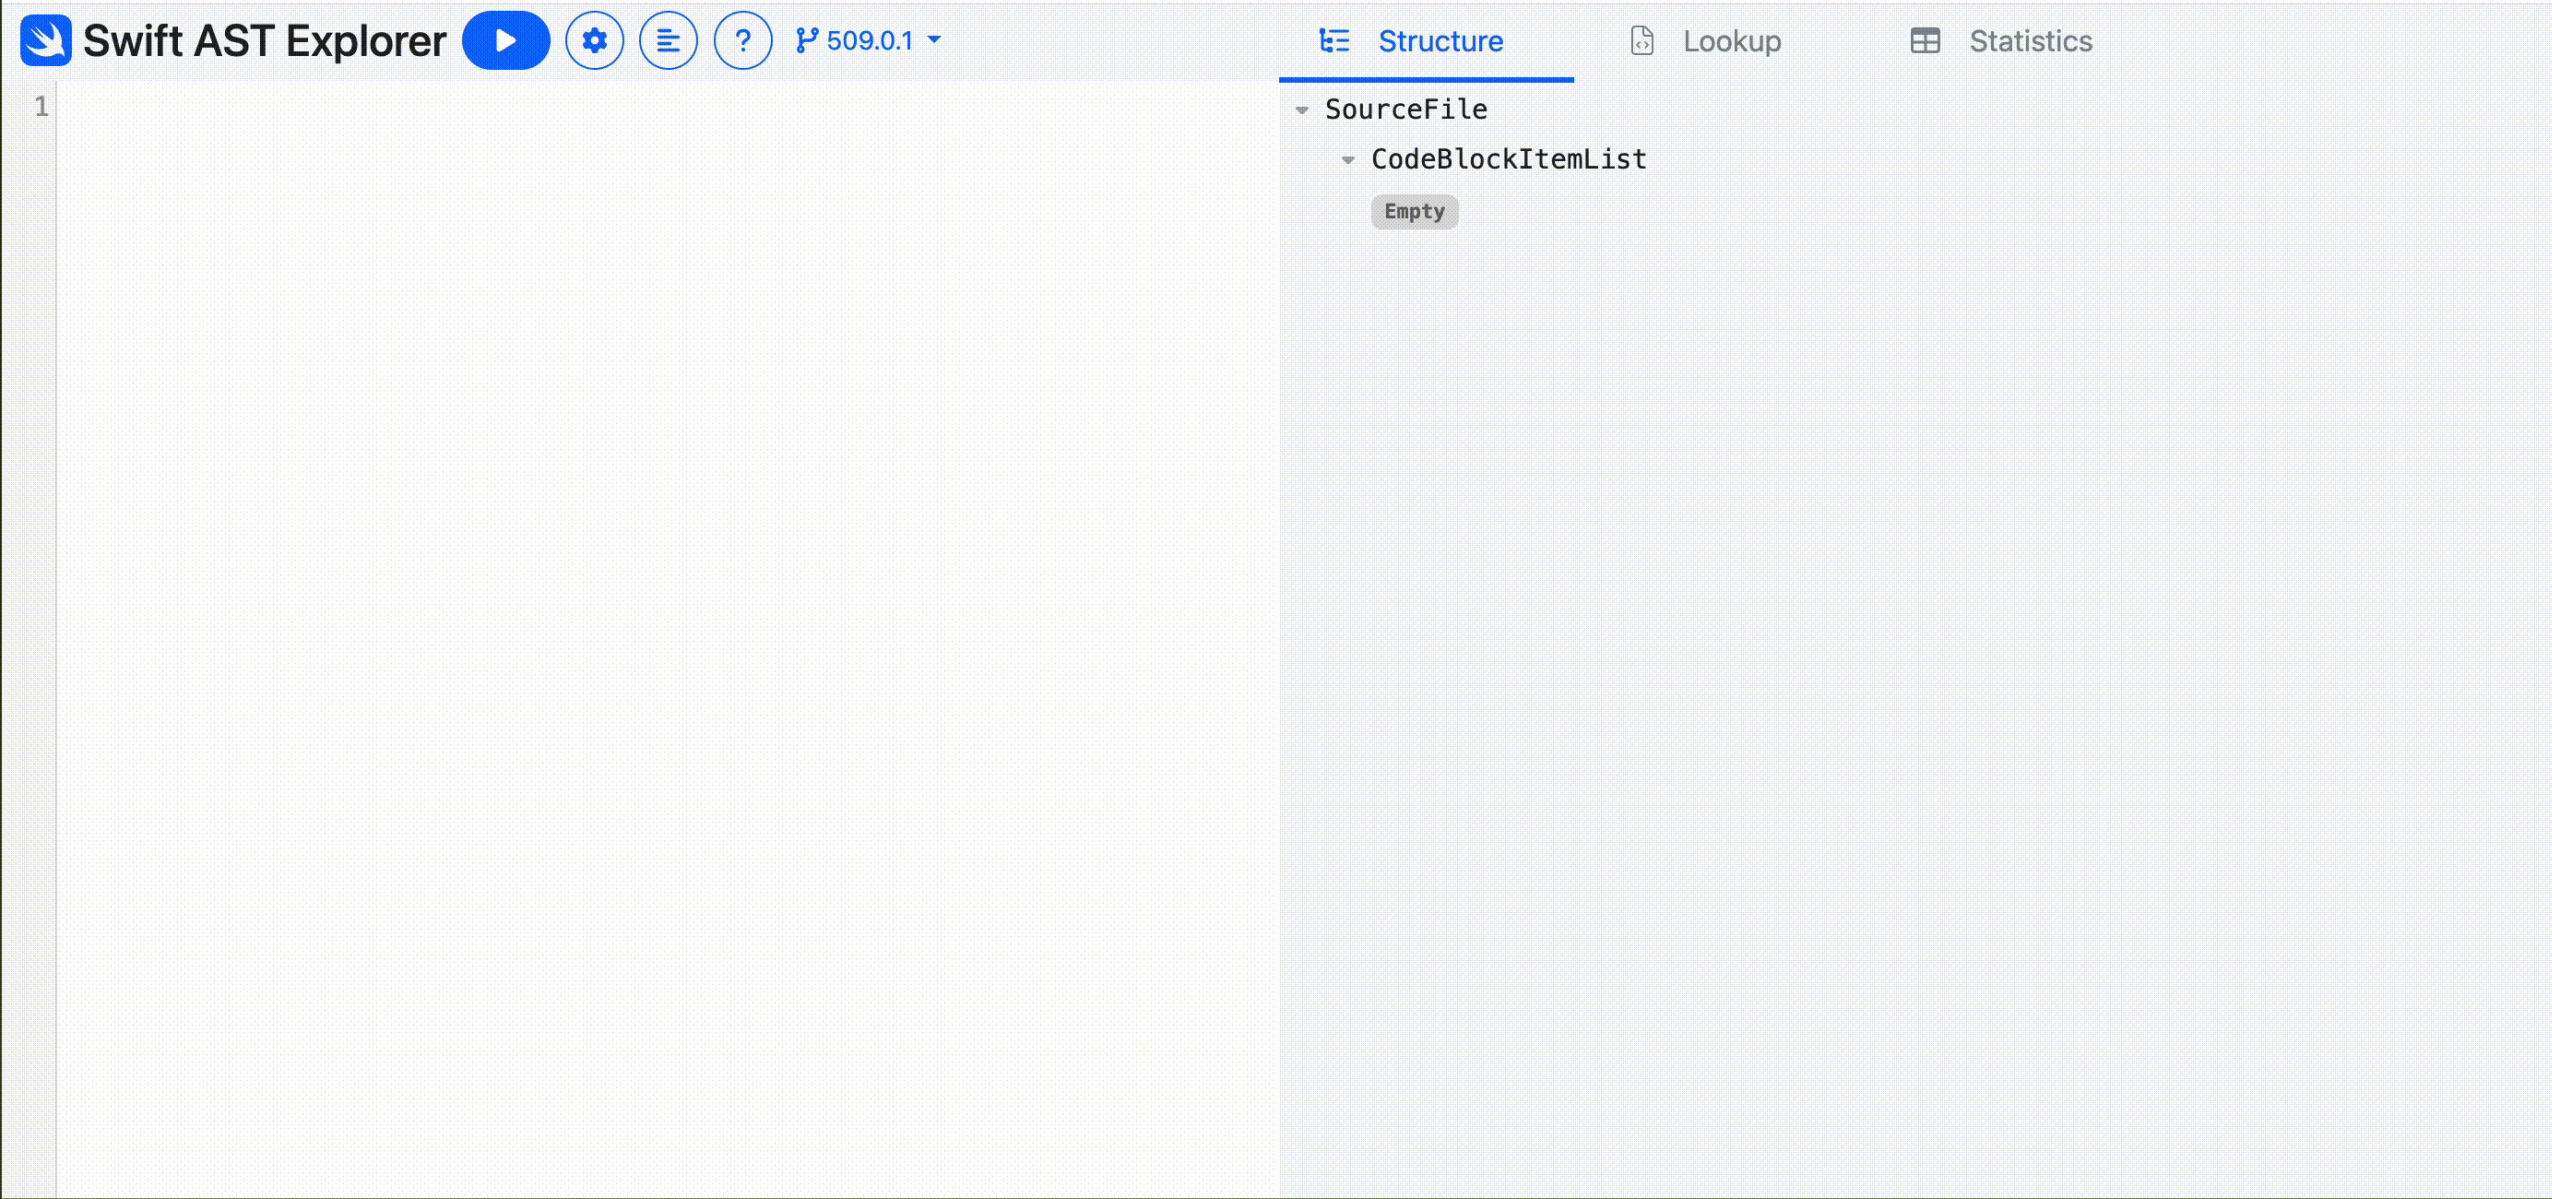 Swift AST Explorer ? 509.0.1 Structure Lookup Statistics
1
SourceFile
CodeBlockItemList
Empty